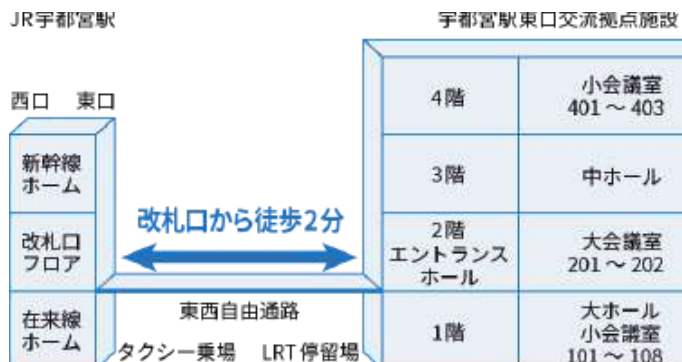 JR宇都宮駅
宇都宮駅東口交流拠点施設
西口 東口
新幹線
ホーム
改札口
フロア
在来線
ホーム
改札口から徒歩2分
東西自由通路
タクシー乗場 LRT停留場
4階
小会議室
401～403
3階
中ホール
2階
エントランス
ホール
大会議室
201～202
1階
大ホール
小会議室
101～108